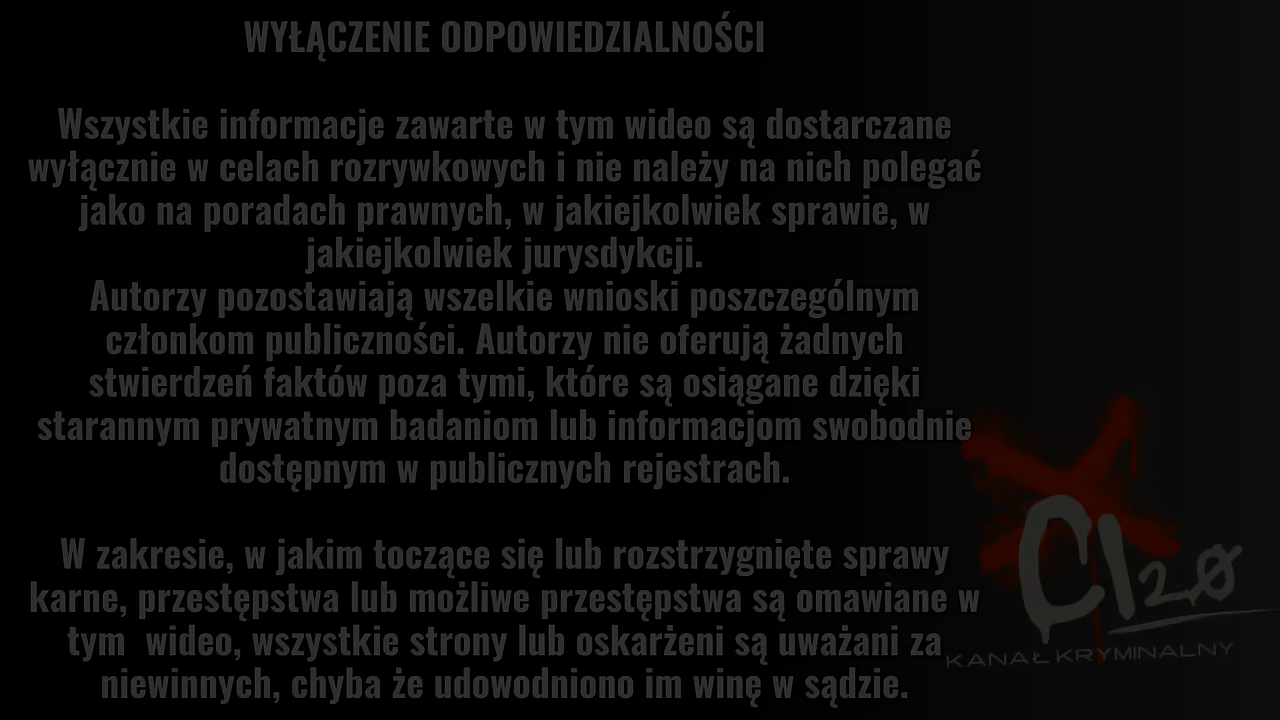 WYŁĄCZENIE ODPOWIEDZIALNOŚCI
Wszystkie informacje zawarte w tym wideo są dostarczane
wyłącznie w celach rozrywkowych i nie należy na nich polegać
jako na poradach prawnych, w jakiejkolwiek sprawie, w
jakiejkolwiek jurysdykcji.
Autorzy pozostawiają wszelkie wnioski poszczególnym
członkom publiczności. Autorzy nie oferują żadnych
stwierdzeń faktów poza tymi, które są osiągane dzięki
starannym prywatnym badaniom lub informacjom swobodnie
dostępnym w publicznych rejestrach.
W zakresie, w jakim toczące się lub rozstrzygnięte sprawy
karne, przestępstwa lub możliwe przestępstwa są omawiane w
tym  wideo, wszystkie strony lub oskarżeni są uważani za
niewinnych, chyba że udowodniono im winę w sądzie.
CI 2.0
KANAŁ KRYMINALNY